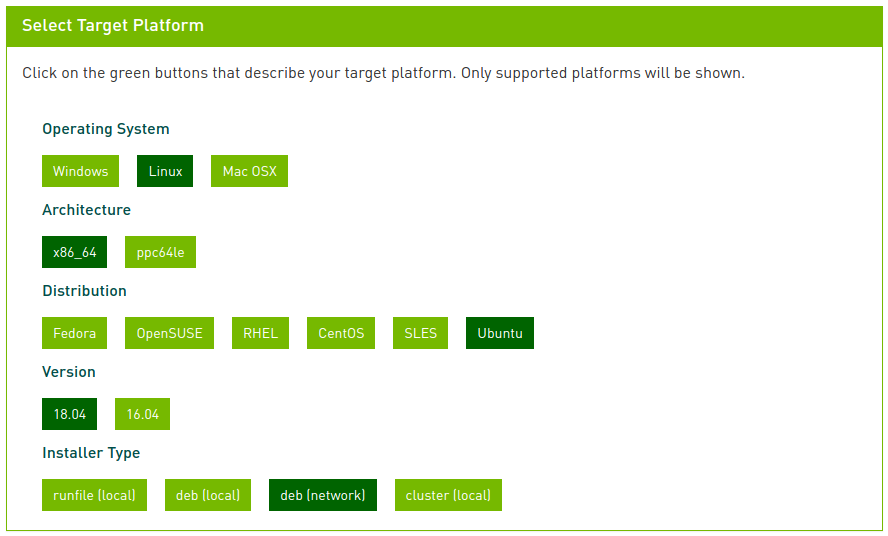 Select Target Platform
Click on the green buttons that describe your target platform. Only supported platforms will be shown.
Operating System
Windows Linux Mac OSX
Architecture
x86_64 ppc64le
Distribution
Fedora OpenSUSE RHEL CentOS SLES Ubuntu
Version
18.04 16.04
Installer Type
runfile (local) deb (local) deb (network) cluster (local)